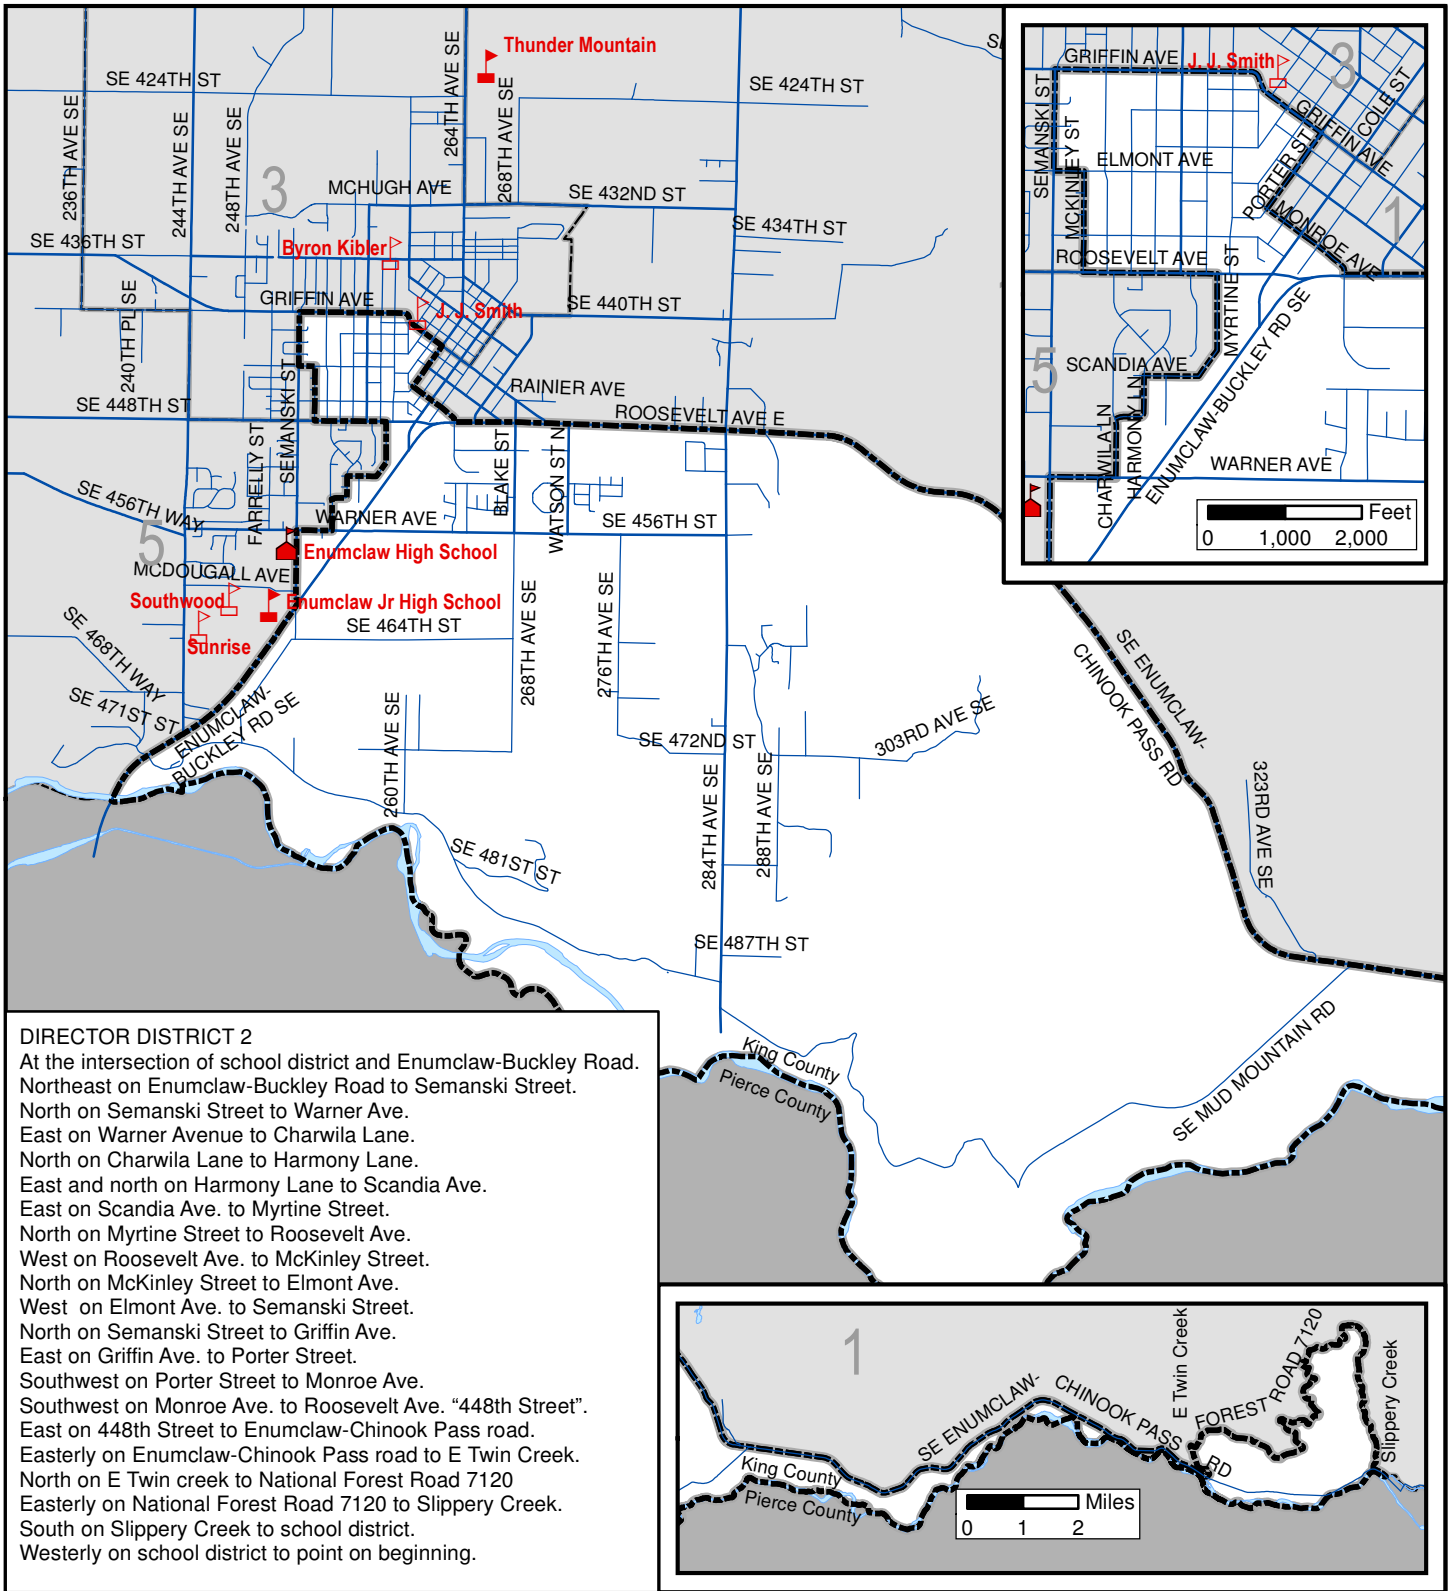 Thunder Mountain
SE 424TH ST
SE 424TH ST
236TH AVE SE
244TH AVE SE
248TH AVE SE
264TH AVE SE
268TH AVE SE
3
MCHUGH AVE
SE 432ND ST
SE 434TH ST
SE 436TH ST
Byron Kibler
GRIFFIN AVE
J. J. Smith
SE 440TH ST
240TH PL SE
SEMANSKI ST
RAINIER AVE
SE 448TH ST
ROOSEVELT AVE E
FARRELLY ST
BLAKE ST
WATSON ST N
SE 456TH WAY
WARNER AVE
SE 456TH ST
5
Enumclaw High School
MCDOUGALL AVE
Southwood
Enumclaw Jr High School
SE 464TH ST
Sunrise
SE 468TH WAY
SE 471ST ST
ENUMCLAW-
BUCKLEY RD SE
260TH AVE SE
268TH AVE SE
276TH AVE SE
SE 472ND ST
303RD AVE SE
284TH AVE SE
288TH AVE SE
SE ENUMCLAW-
CHINOOK PASS RD
323RD AVE SE
SE 481ST ST
SE 487TH ST
King County
Pierce County
SE MUD MOUNTAIN RD
GRIFFIN AVE
J. J. Smith
3
SEMANSKI ST
MCKINLEY ST
COLE ST
GRIFFIN AVE
ELMONT AVE
PORTER ST
1
MONROE AVE
ROOSEVELT AVE
MYRTINE ST
5
SCANDIA AVE
ENUMCLAW-BUCKLEY RD SE
CHARWILA LN
HARMONY LN
WARNER AVE
Feet
0 1,000 2,000
DIRECTOR DISTRICT 2
At the intersection of school district and Enumclaw-Buckley Road.
Northeast on Enumclaw-Buckley Road to Semanski Street.
North on Semanski Street to Warner Ave.
East on Warner Avenue to Charwila Lane.
North on Charwila Lane to Harmony Lane.
East and north on Harmony Lane to Scandia Ave.
East on Scandia Ave. to Myrtine Street.
North on Myrtine Street to Roosevelt Ave.
West on Roosevelt Ave. to McKinley Street.
North on McKinley Street to Elmont Ave.
West on Elmont Ave. to Semanski Street.
North on Semanski Street to Griffin Ave.
East on Griffin Ave. to Porter Street.
Southwest on Porter Street to Monroe Ave.
Southwest on Monroe Ave. to Roosevelt Ave. “448th Street”.
East on 448th Street to Enumclaw-Chinook Pass road.
Easterly on Enumclaw-Chinook Pass road to E Twin Creek.
North on E Twin creek to National Forest Road 7120
Easterly on National Forest Road 7120 to Slippery Creek.
South on Slippery Creek to school district.
Westerly on school district to point on beginning.
1
SE ENUMCLAW-
CHINOOK PASS
RD
E Twin Creek
FOREST ROAD 7120
Slippery Creek
King County
Pierce County
Miles
0 1 2